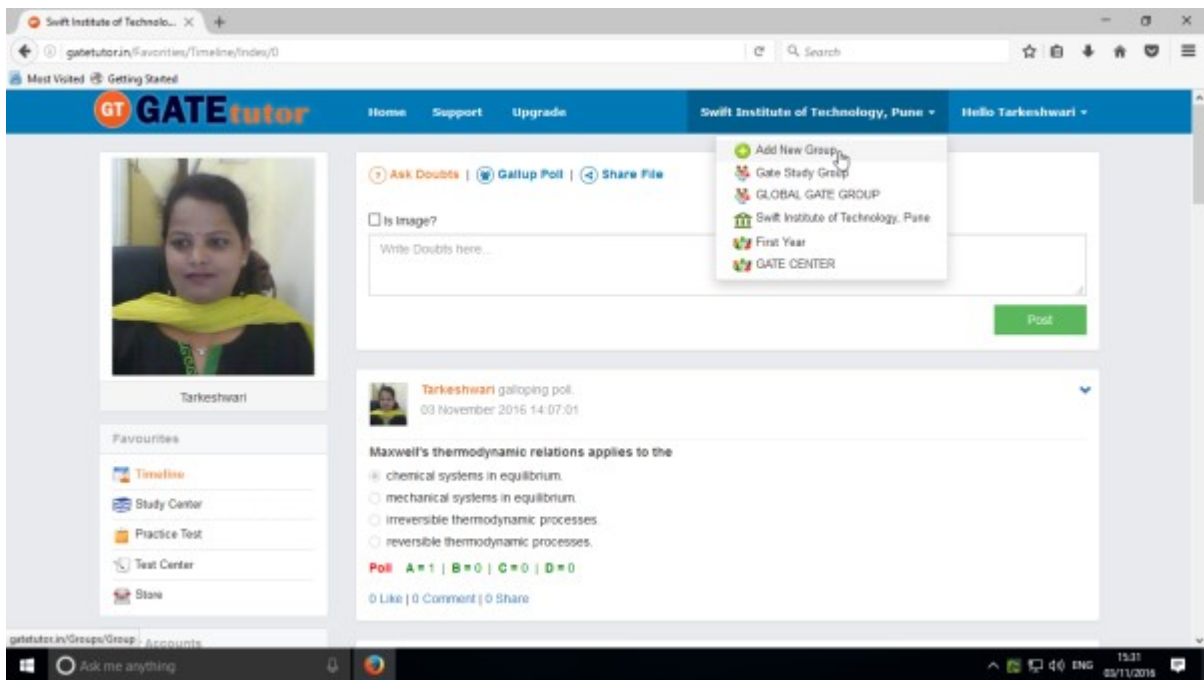 Swift Institute of Technolo...
gatetutor.in/Favorities/Timeline/Index/0
Search
Most Visited
Getting Started
GT GATEtutor
Home Support Upgrade Swift Institute of Technology, Pune Hello Tarkeshwari
Add New Group
Gate Study Group
GLOBAL GATE GROUP
Swift Institute of Technology, Pune
First Year
GATE CENTER
Ask Doubts | Gallup Poll | Share File
Is Image?
Write Doubts here...
Post
Tarkeshwari
Favourites
Timeline
Study Center
Practice Test
Test Center
Store
Accounts
Tarkeshwari galloping poll.
03 November 2016 14:07:01
Maxwell's thermodynamic relations applies to the
chemical systems in equilibrium.
mechanical systems in equilibrium.
irreversible thermodynamic processes.
reversible thermodynamic processes.
Poll A = 1 | B = 0 | C = 0 | D = 0
0 Like | 0 Comment | 0 Share
gatetutor.in/Groups/Group
Ask me anything
ENG
15:31
03/11/2016